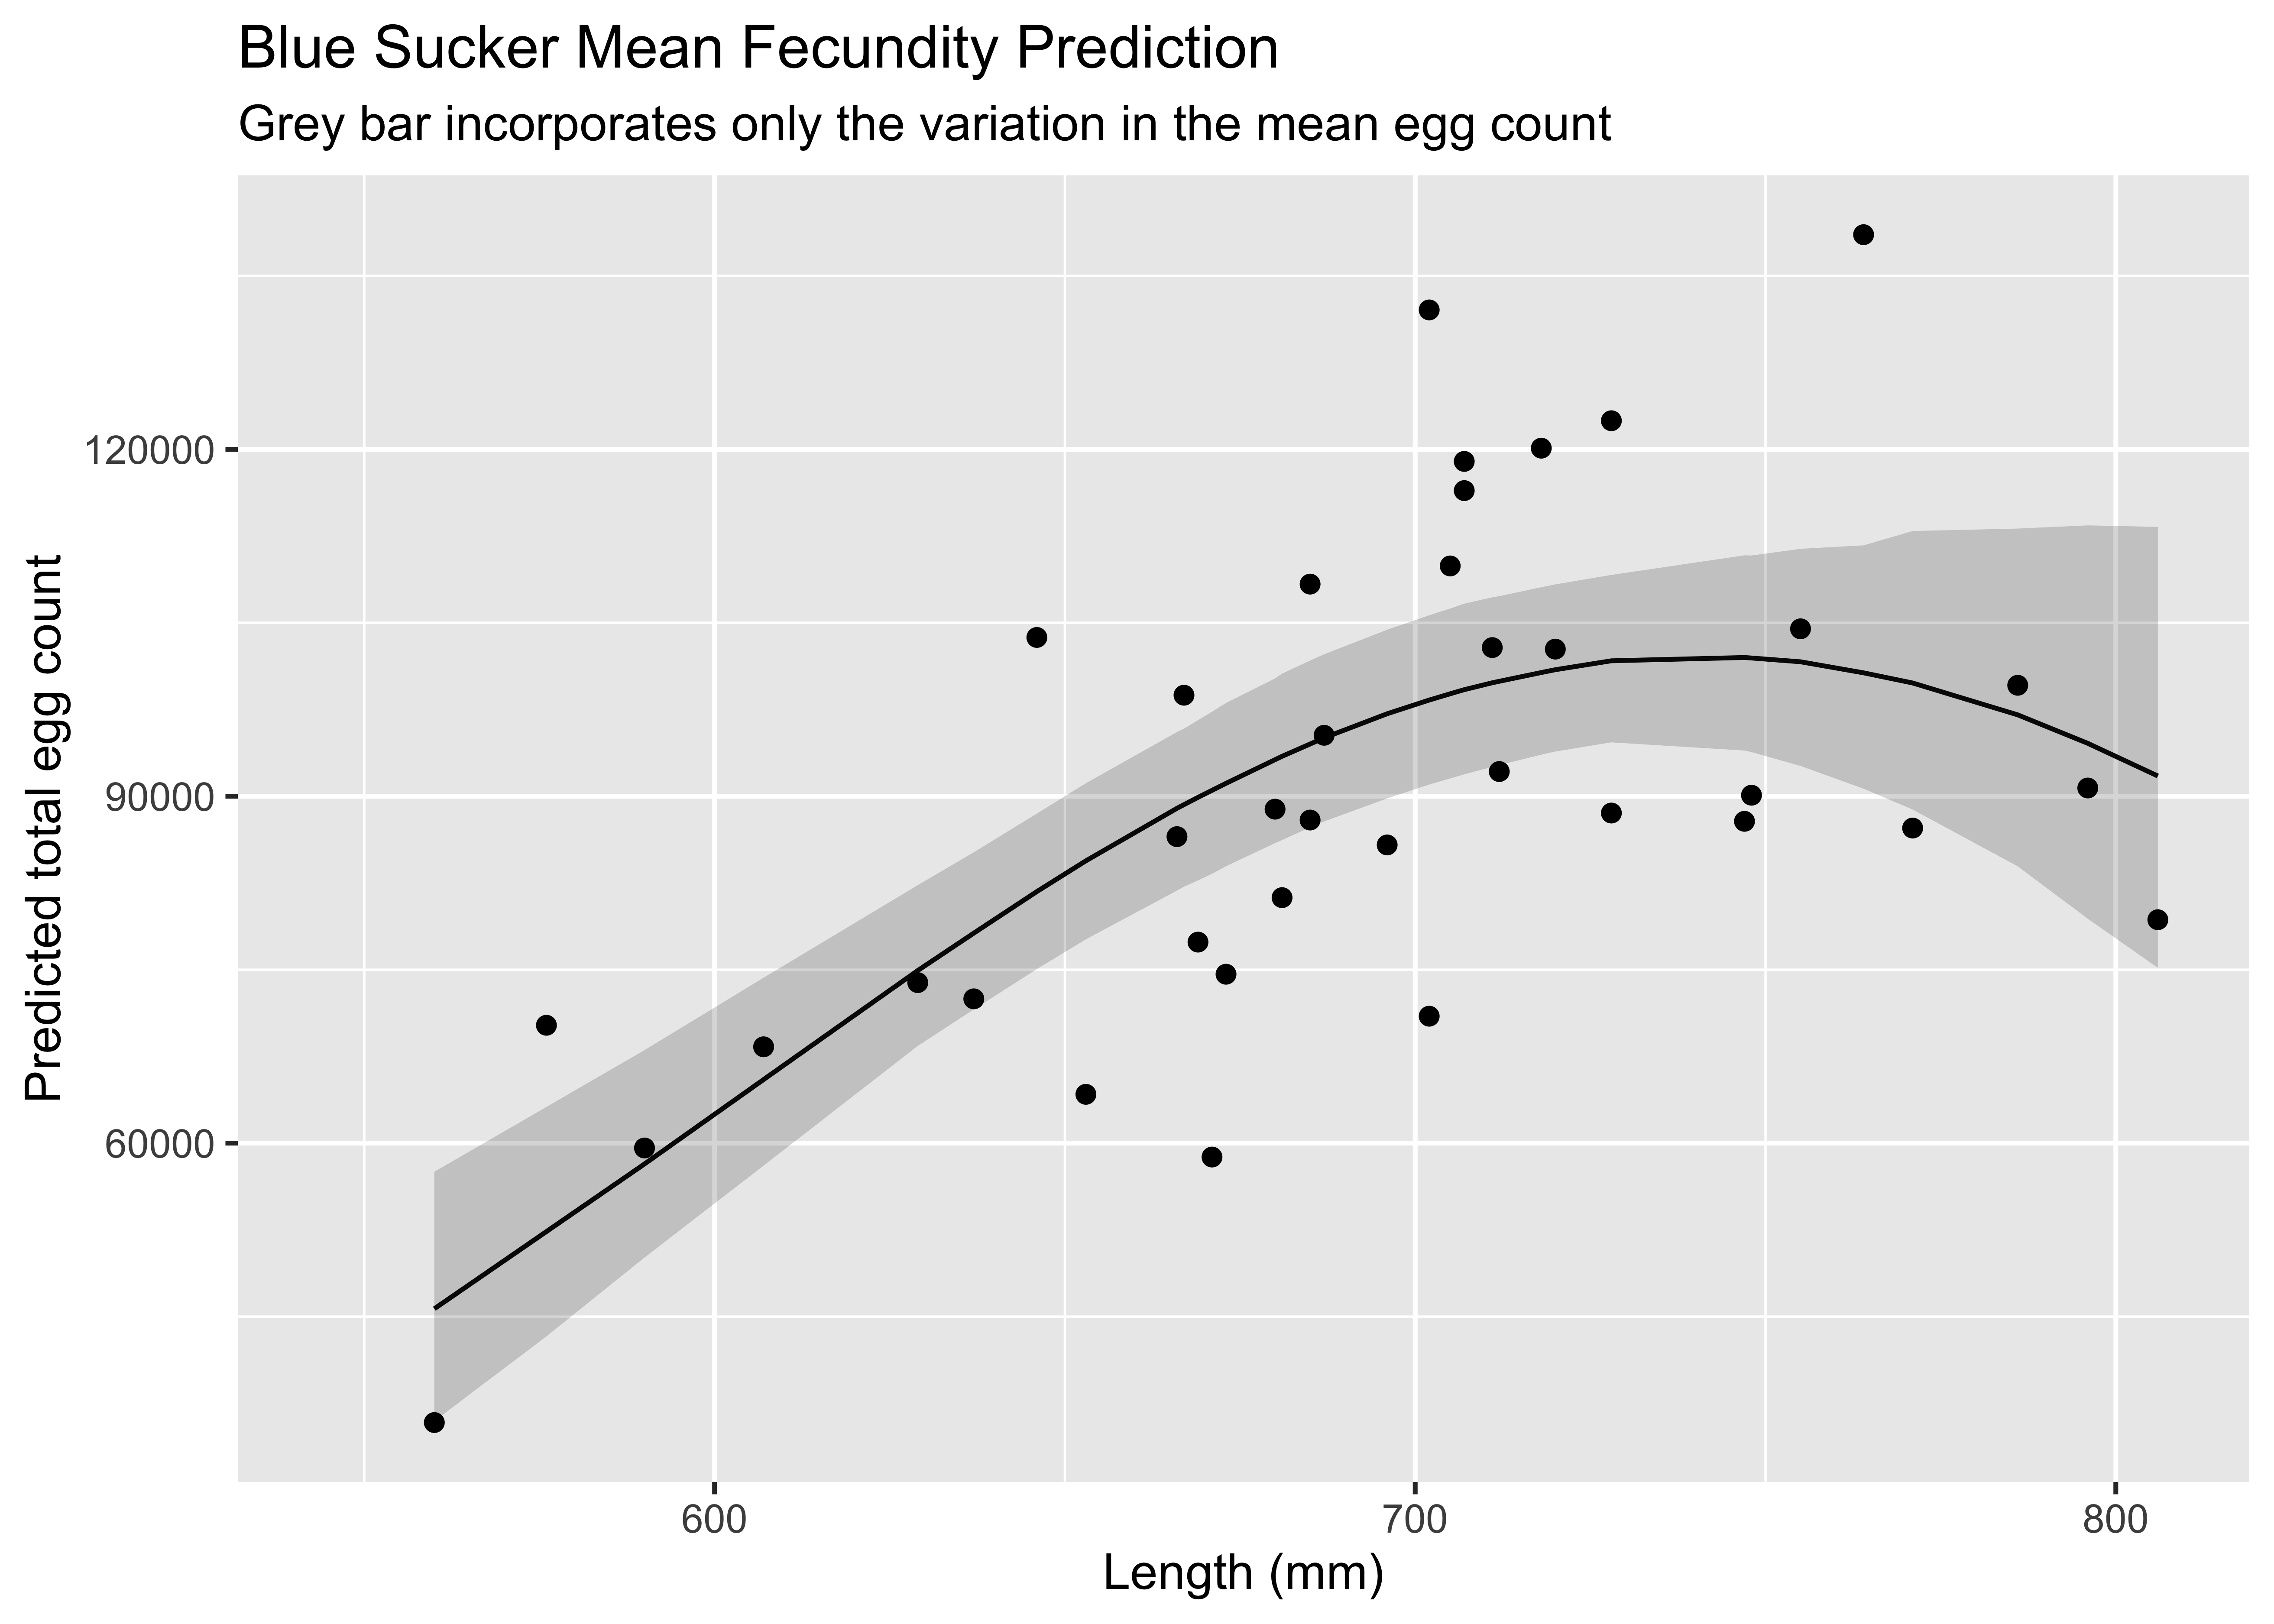 Blue Sucker Mean Fecundity Prediction
Grey bar incorporates only the variation in the mean egg count
Predicted total egg count
120000
90000
60000
600
700
800
Length (mm)